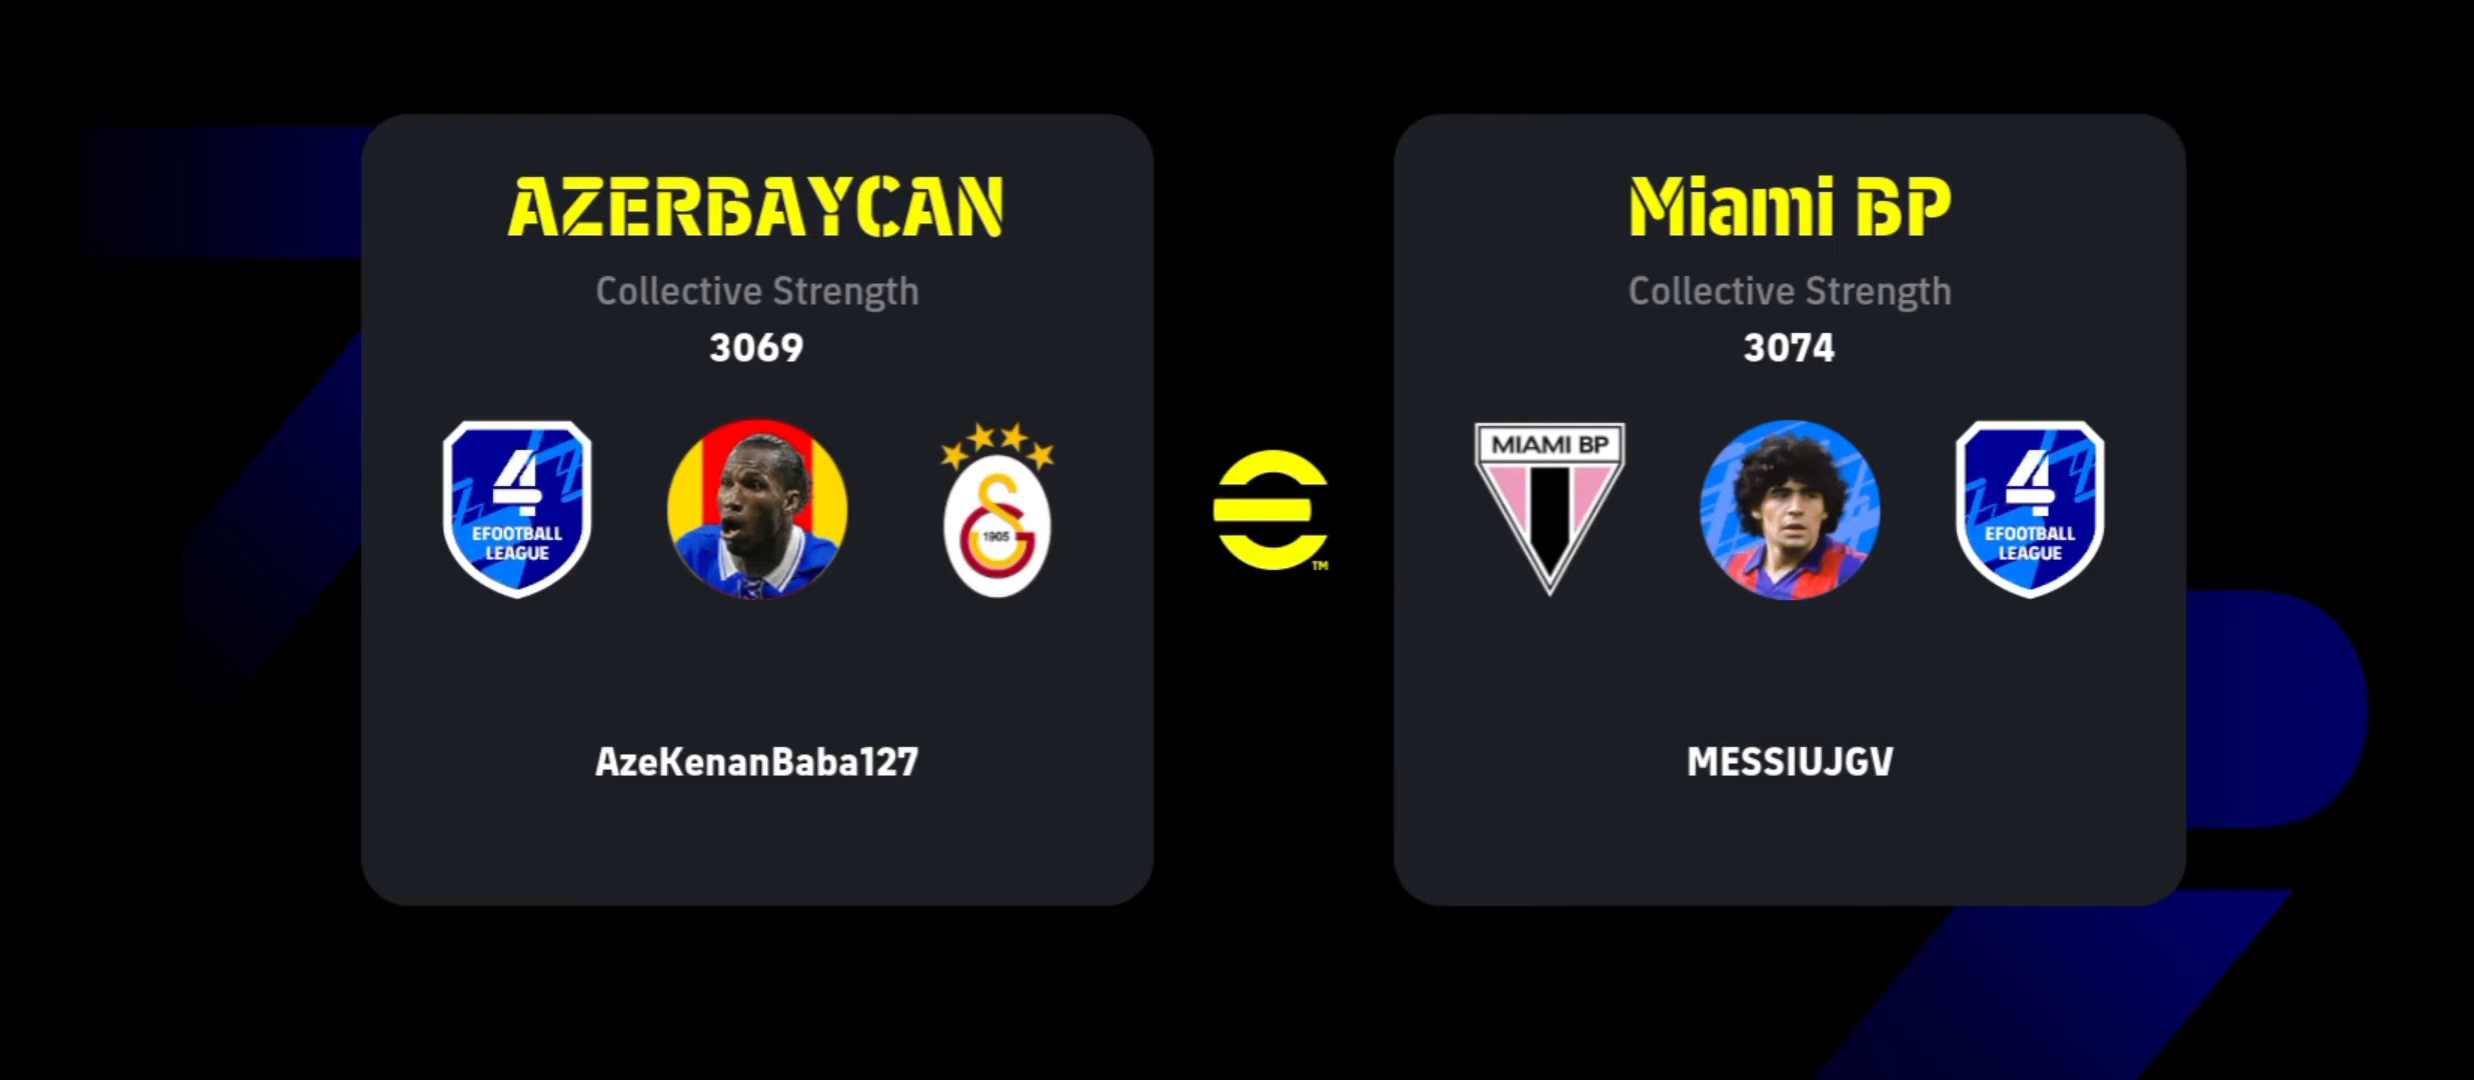 AZERBAYCAN
Collective Strength
3069
4
EFOOTBALL
LEAGUE
1905
AzeKenanBaba127
TM
Miami BP
Collective Strength
3074
MIAMI BP
4
EFOOTBALL
LEAGUE
MESSIUJGV